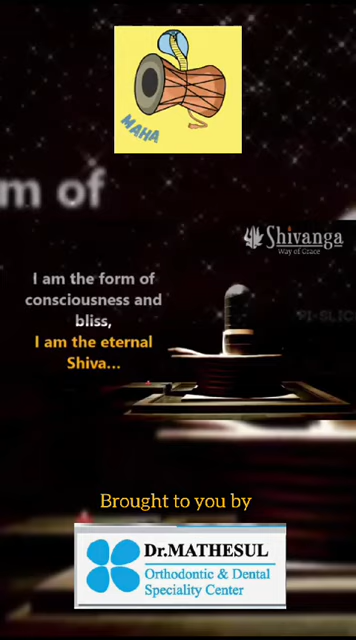 MAHA
m of
Shivanga
Way of Grace
I am the form of
consciousness and
bliss,
I am the eternal
Shiva...
Brought to you by
Dr.MATHESUL
Orthodontic & Dental
Speciality Center